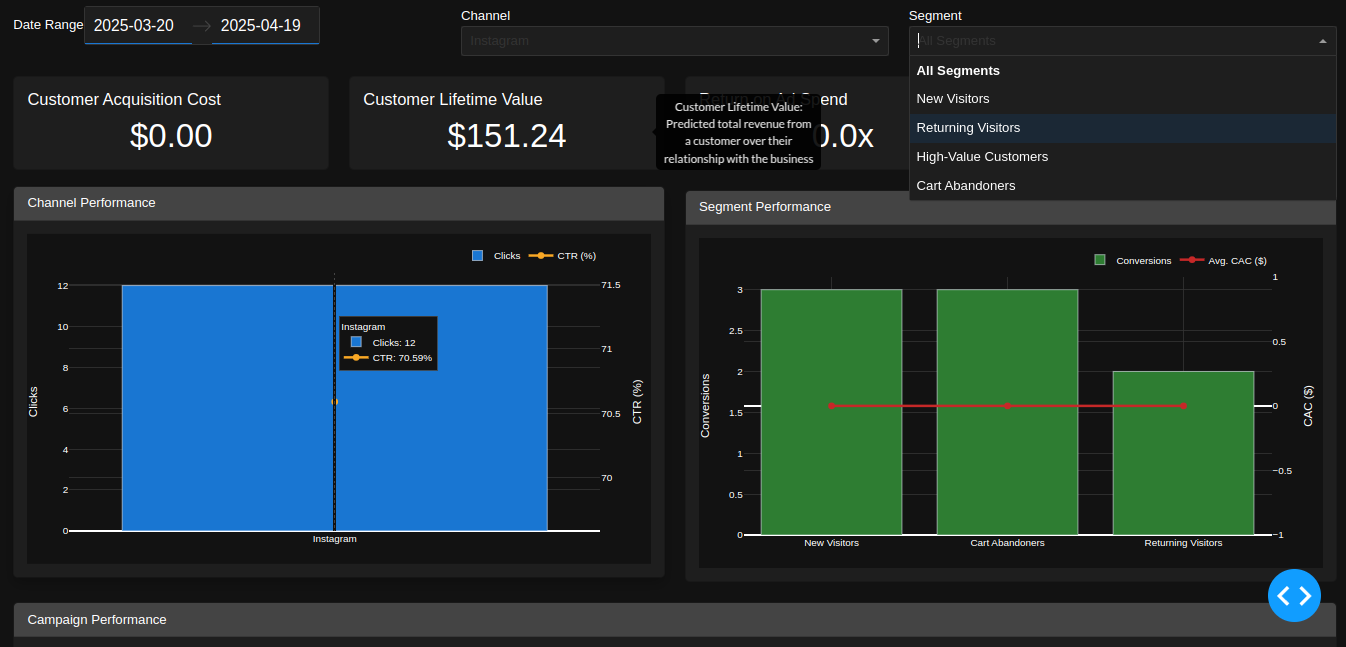 Date Range
2025-03-20
2025-04-19
Channel
Instagram
Segment
All Segments
All Segments
New Visitors
Returning Visitors
High-Value Customers
Cart Abandoners
Customer Acquisition Cost
$0.00
Customer Lifetime Value
$151.24
Return on Ad Spend
0.0x
Customer Lifetime Value:
Predicted total revenue from
a customer over their
relationship with the business
Channel Performance
Clicks
CTR (%)
12
10
8
6
4
2
0
Clicks
71.5
71
70.5
70
CTR (%)
Instagram
Clicks: 12
CTR: 70.59%
Instagram
Segment Performance
Conversions
Avg. CAC ($)
3
2.5
2
1.5
1
0.5
0
Conversions
1
0.5
0
−0.5
−1
CAC ($)
New Visitors
Cart Abandoners
Returning Visitors
Campaign Performance